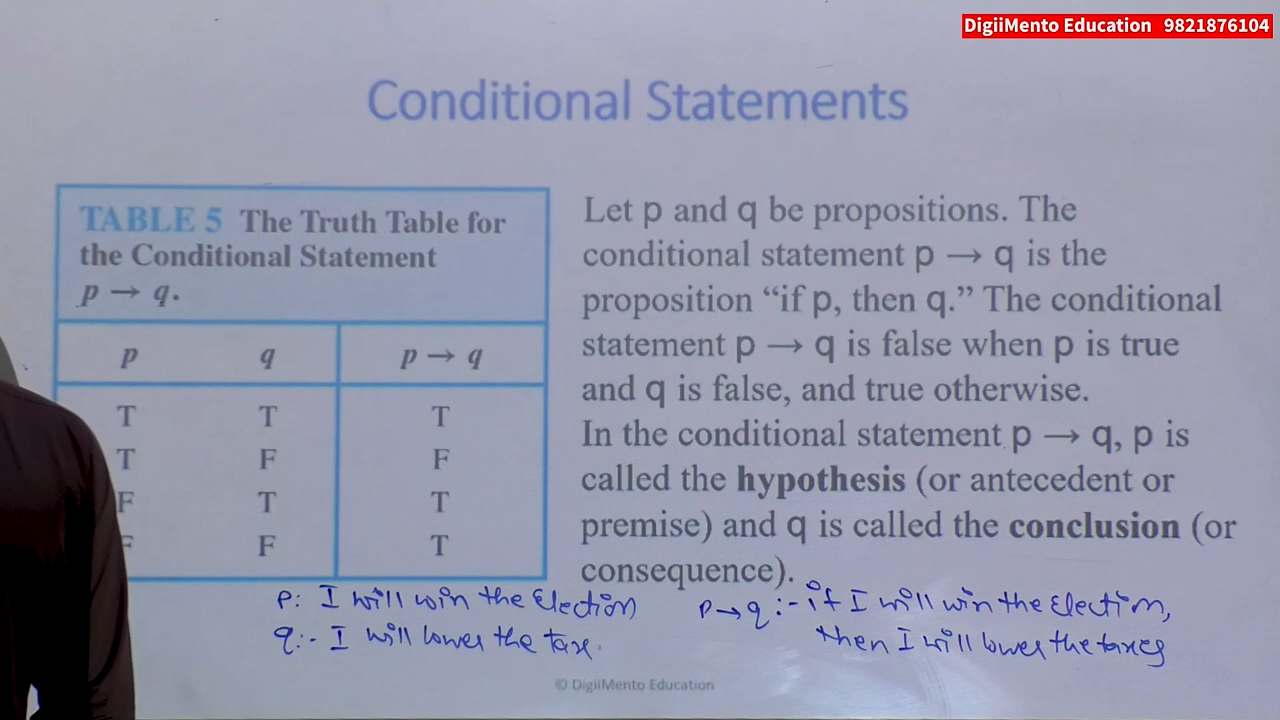 DigiiMento Education 9821876104
Conditional Statements
TABLE 5 The Truth Table for
the Conditional Statement
p → q.
p q p → q
T T T
T F F
F T T
F F T
Let p and q be propositions. The
conditional statement p → q is the
proposition “if p, then q.” The conditional
statement p → q is false when p is true
and q is false, and true otherwise.
In the conditional statement p → q, p is
called the hypothesis (or antecedent or
premise) and q is called the conclusion (or
consequence).
P: I will win the Election
q:- I will lower the tax.
P→q:- if I will win the Election,
then I will lower the taxes
© DigiiMento Education